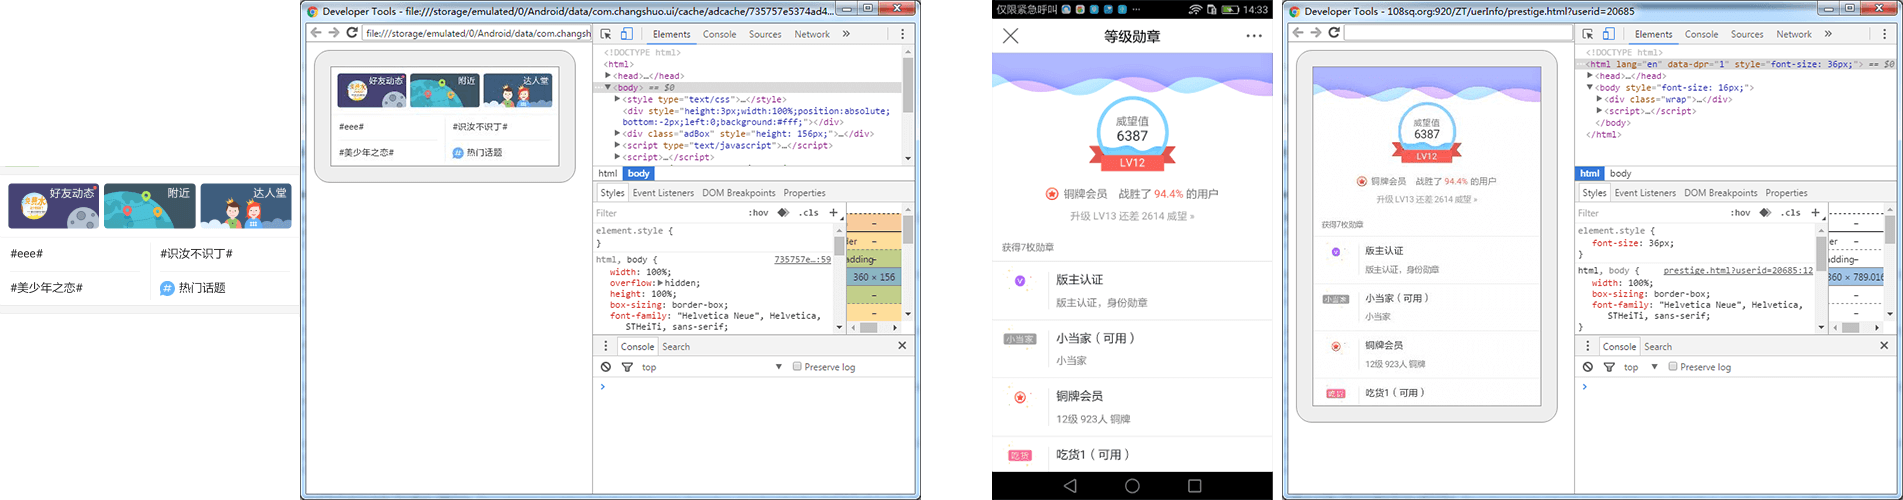 好友动态
附近
达人堂
#eee#
#识汝不识丁#
#美少年之恋#
热门话题
Developer Tools - file:///storage/emulated/0/Android/data/com.changshuo.ui/cache/adcache/735757e5374ad4...
file:///storage/emulated/0/Android/data/com.changsh
Elements Console Sources Network »
好友动态
附近
达人堂
#eee#
#识汝不识丁#
#美少年之恋#
热门话题
<!DOCTYPE html>
<html>
<head>…</head>
<body> == $0
<style type="text/css">…</style>
<div style="height:3px;width:100%;position:absolute;
bottom:-2px;left:0;background:#fff;"></div>
<div class="adBox" style="height: 156px;">…</div>
<script type="text/javascript">…</script>
<script>…</script>
html body
Styles Event Listeners DOM Breakpoints Properties
Filter :hov .cls +
element.style {
}
html, body { 735757e…:59
width: 100%;
overflow: hidden;
height: 100%;
box-sizing: border-box;
font-family: "Helvetica Neue", Helvetica,
STHeiTi, sans-serif;
der –
adding–
360 × 156
Console Search
top Preserve log
仅限紧急呼叫 14:33
等级勋章
威望值
6387
LV12
铜牌会员 战胜了 94.4% 的用户
升级 LV13 还差 2614 威望 »
获得7枚勋章
版主认证
版主认证，身份勋章
小当家
小当家（可用）
小当家
铜牌会员
12级 923人 铜牌
吃货
吃货1（可用）
Developer Tools - 108sq.org:920/ZT/uerInfo/prestige.html?userid=20685
Elements Console Sources Network »
威望值
6387
LV12
铜牌会员 战胜了 94.4% 的用户
升级 LV13 还差 2614 威望 »
获得7枚勋章
版主认证
版主认证，身份勋章
小当家
小当家（可用）
小当家
铜牌会员
12级 923人 铜牌
吃货
吃货1（可用）
<!DOCTYPE html>
<html lang="en" data-dpr="1" style="font-size: 36px;"> == $0
<head>…</head>
<body style="font-size: 16px;">
<div class="wrap">…</div>
<script>…</script>
</body>
</html>
html body
Styles Event Listeners DOM Breakpoints Properties
Filter :hov .cls +
element.style {
font-size: 36px;
}
html, body { prestige.html?userid=20685:12
width: 100%;
box-sizing: border-box;
font-family: "Helvetica Neue", Helvetica,
STHeiTi, sans-serif;
}
adding–
360 × 789.016
Console Search
top Preserve log